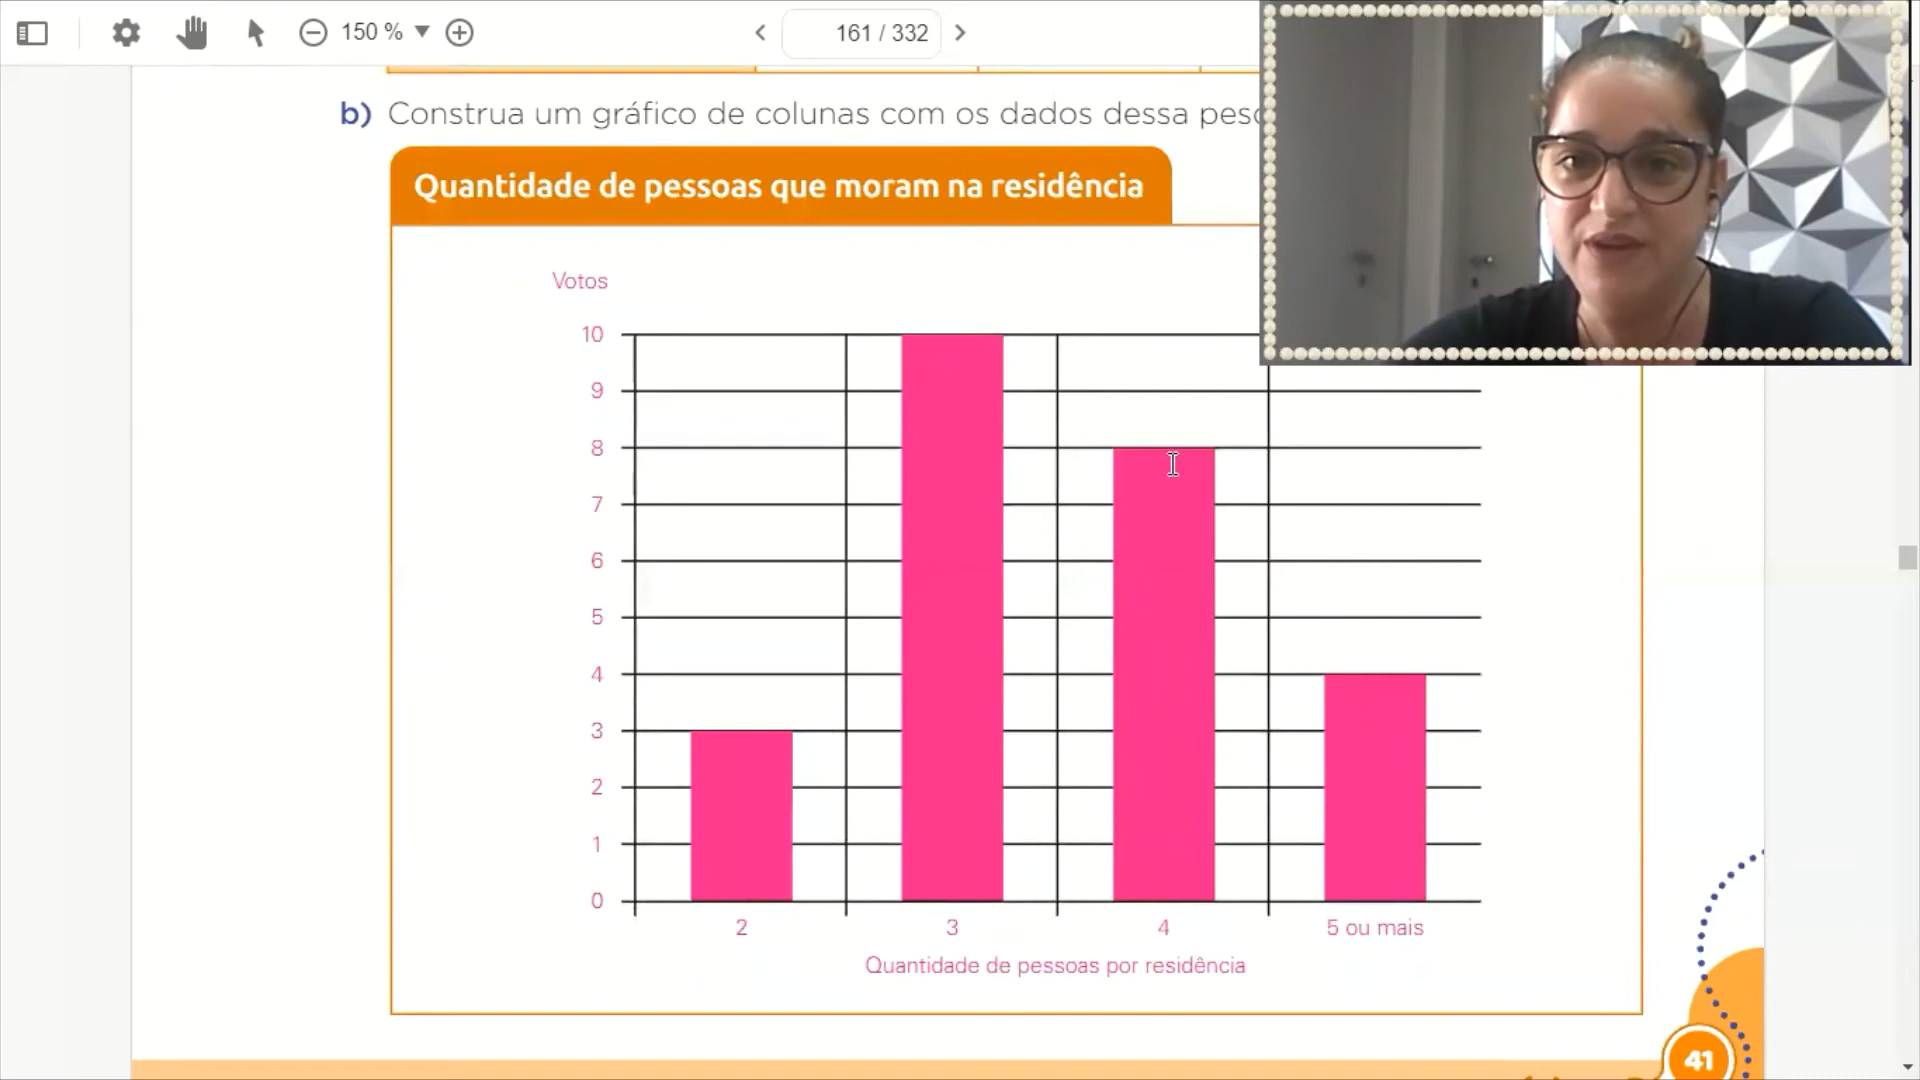 150 %
161 / 332
b) Construa um gráfico de colunas com os dados dessa
Quantidade de pessoas que moram na residência
Votos
10
9
8
7
6
5
4
3
2
1
0
2 3 4 5 ou mais
Quantidade de pessoas por residência
41